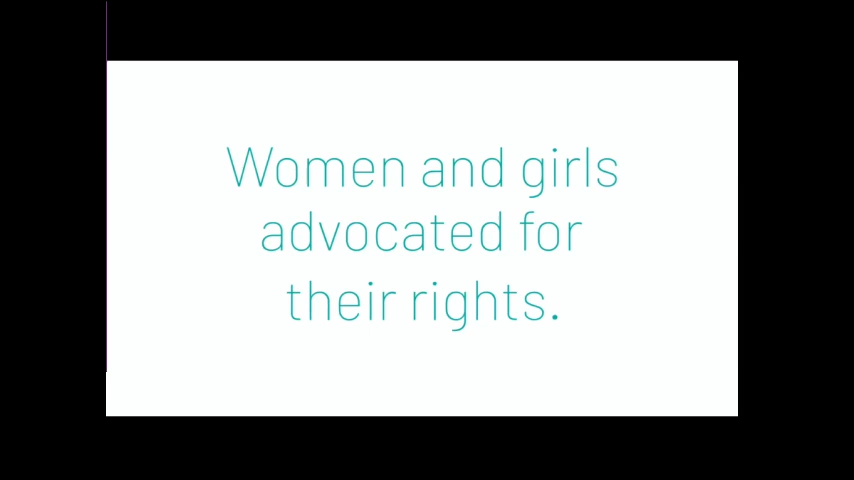 Women and girls
advocated for
their rights.